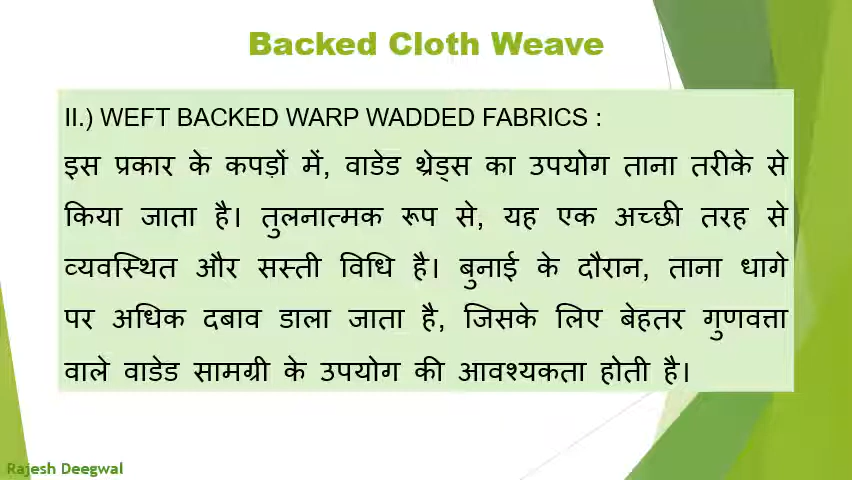 Backed Cloth Weave
II.) WEFT BACKED WARP WADDED FABRICS :
इस प्रकार के कपड़ों में, वाडेड थ्रेड्स का उपयोग ताना तरीके से
किया जाता है। तुलनात्मक रूप से, यह एक अच्छी तरह से
व्यवस्थित और सस्ती विधि है। बुनाई के दौरान, ताना धागे
पर अधिक दबाव डाला जाता है, जिसके लिए बेहतर गुणवत्ता
वाले वाडेड सामग्री के उपयोग की आवश्यकता होती है।
Rajesh Deegwal